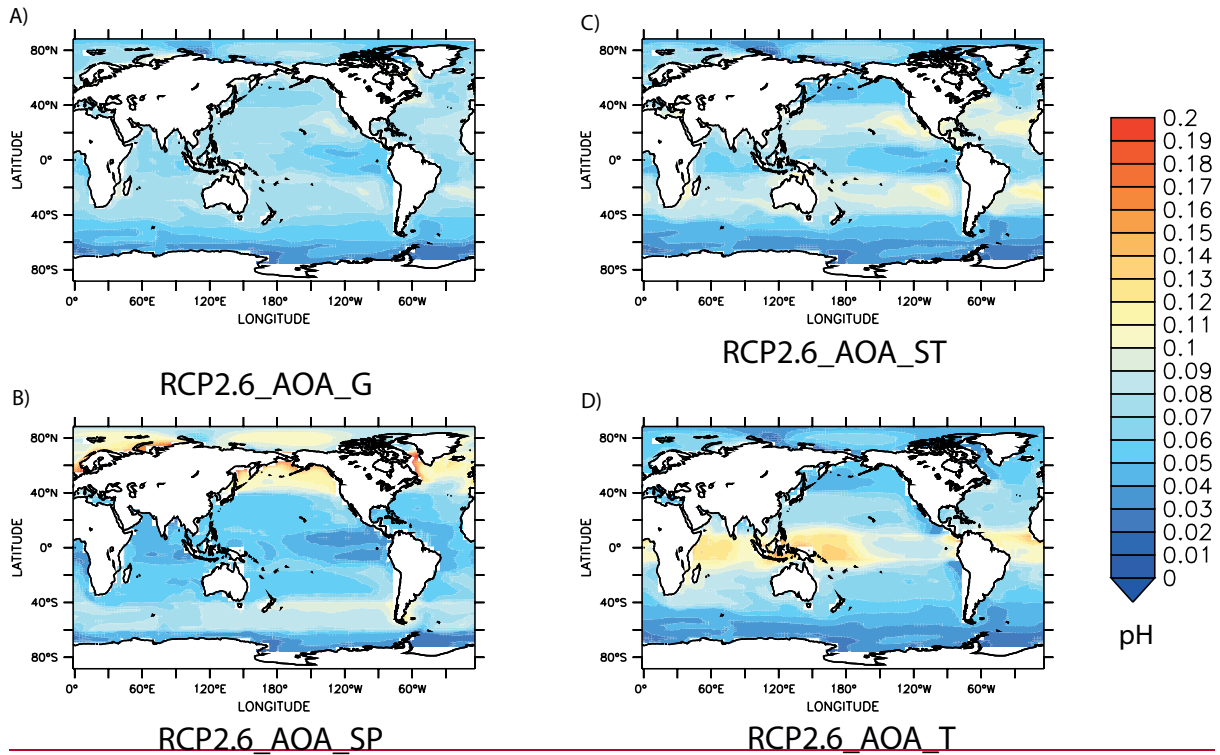 A)
80°N
40°N
0°
40°S
80°S
LATITUDE
0° 60°E 120°E 180° 120°W 60°W
LONGITUDE
RCP2.6_AOA_G
B)
80°N
40°N
0°
40°S
80°S
LATITUDE
0° 60°E 120°E 180° 120°W 60°W
LONGITUDE
RCP2.6_AOA_SP
C)
80°N
40°N
0°
40°S
80°S
LATITUDE
0° 60°E 120°E 180° 120°W 60°W
LONGITUDE
RCP2.6_AOA_ST
D)
80°N
40°N
0°
40°S
80°S
LATITUDE
0° 60°E 120°E 180° 120°W 60°W
LONGITUDE
RCP2.6_AOA_T
0.2
0.19
0.18
0.17
0.16
0.15
0.14
0.13
0.12
0.11
0.1
0.09
0.08
0.07
0.06
0.05
0.04
0.03
0.02
0.01
0
pH